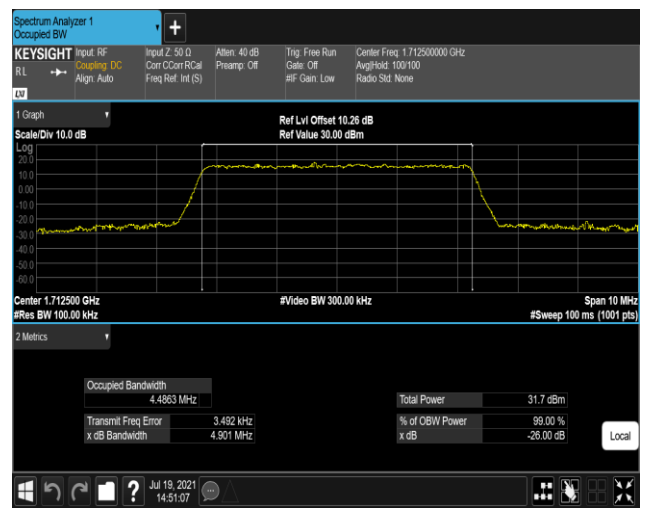 Spectrum Analyzer 1
Occupied BW
+
KEYSIGHT Input: RF Input Z: 50 Ω Atten: 40 dB Trig: Free Run Center Freq: 1.712500000 GHz
RL Coupling: DC Corr CCorr RCal Preamp: Off Gate: Off Avg|Hold: 100/100
Align: Auto Freq Ref: Int (S) #IF Gain: Low Radio Std: None
LXI
1 Graph
Ref Lvl Offset 10.26 dB
Scale/Div 10.0 dB Ref Value 30.00 dBm
Log
20.0
10.0
0.00
-10.0
-20.0
-30.0
-40.0
-50.0
-60.0
Center 1.712500 GHz #Video BW 300.00 kHz Span 10 MHz
#Res BW 100.00 kHz #Sweep 100 ms (1001 pts)
2 Metrics
Occupied Bandwidth
4.4863 MHz Total Power 31.7 dBm
Transmit Freq Error 3.492 kHz % of OBW Power 99.00 %
x dB Bandwidth 4.901 MHz x dB -26.00 dB
Local
? Jul 19, 2021
14:51:07